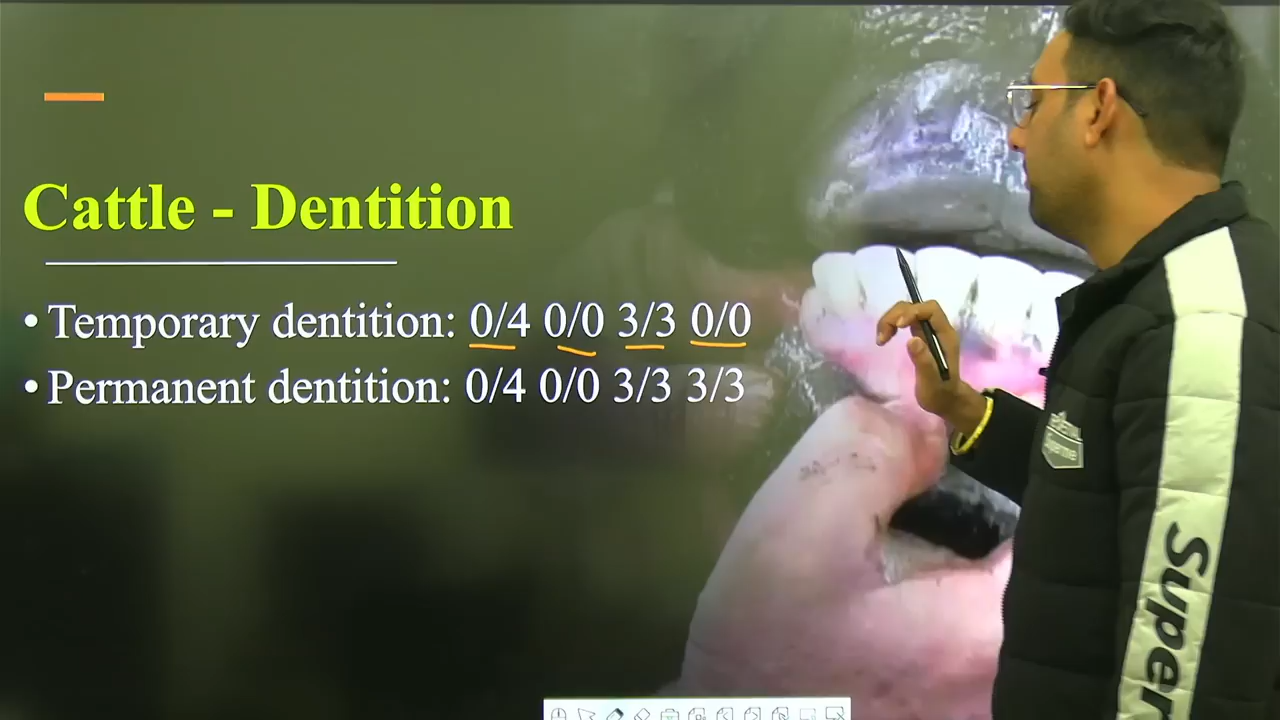 Cattle - Dentition
• Temporary dentition: 0/4 0/0 3/3 0/0
• Permanent dentition: 0/4 0/0 3/3 3/3
Super